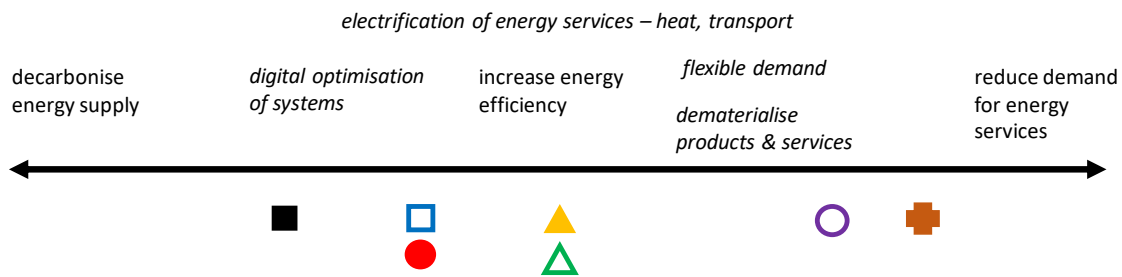 electrification of energy services – heat, transport
decarbonise
energy supply
digital optimisation
of systems
increase energy
efficiency
flexible demand
dematerialise
products & services
reduce demand
for energy
services